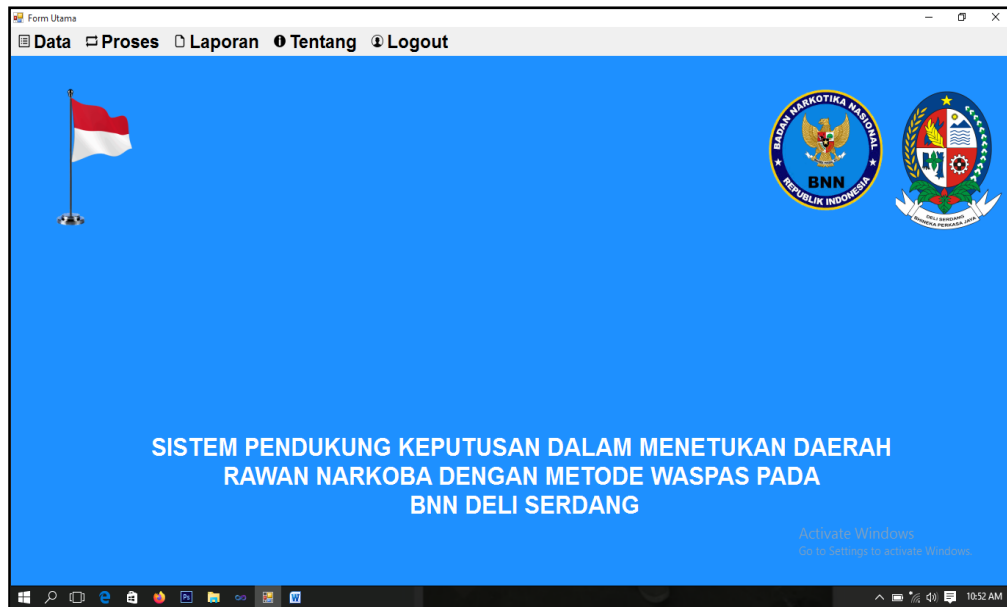 Form Utama
Data Proses Laporan Tentang Logout
BADAN NARKOTIKA NASIONAL
BNN
REPUBLIK INDONESIA
DELI SERDANG
BHINNEKA PERKASA JAYA
SISTEM PENDUKUNG KEPUTUSAN DALAM MENETUKAN DAERAH
RAWAN NARKOBA DENGAN METODE WASPAS PADA
BNN DELI SERDANG
Activate Windows
Go to Settings to activate Windows.
Ps
W
10:52 AM